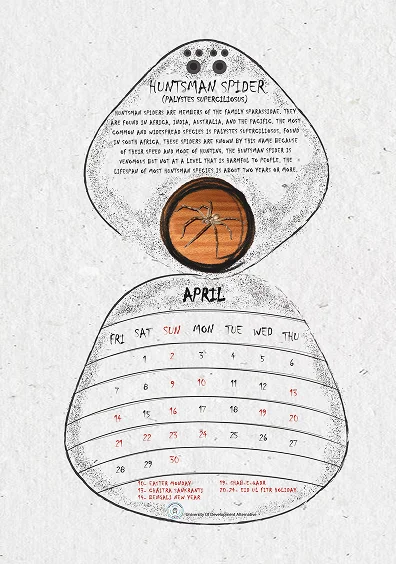 HUNTSMAN SPIDER
(PALYSTES SUPERCILIOSUS)
HUNTSMAN SPIDERS ARE MEMBERS OF THE FAMILY SPARASSIDAE. THEY
ARE FOUND IN AFRICA, INDIA, AUSTRALIA, AND THE PACIFIC. THE MOST
COMMON AND WIDESPREAD SPECIES IS PALYSTES SUPERCILIOSUS, FOUND
IN SOUTH AFRICA. THESE SPIDERS ARE KNOWN BY THIS NAME BECAUSE
OF THEIR SPEED AND MODE OF HUNTING. THE HUNTSMAN SPIDER IS
VENOMOUS BUT NOT AT A LEVEL THAT IS HARMFUL TO PEOPLE. THE
LIFESPAN OF MOST HUNTSMAN SPECIES IS ABOUT TWO YEARS OR MORE.
APRIL
FRI SAT SUN MON TUE WED THU
1 2 3 4 5 6
7 8 9 10 11 12 13
14 15 16 17 18 19 20
21 22 23 24 25 26 27
28 29 30
10. EASTER MONDAY
13. CHAITRA SANKRANTI
14. BENGALI NEW YEAR
19. SHAB-E-QADR
20-24. EID UL FITR HOLIDAY
University Of Development Alternative